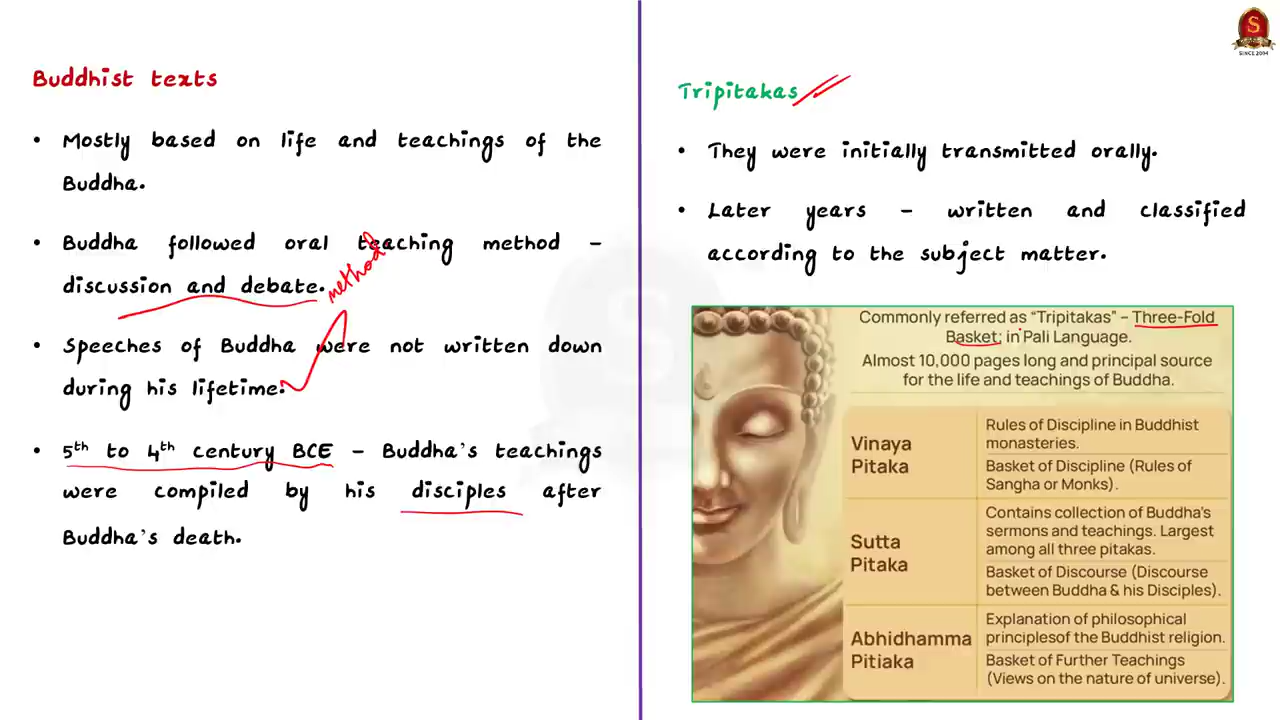 Buddhist texts
• Mostly based on life and teachings of the
Buddha.
• Buddha followed oral teaching method –
discussion and debate.
method
• Speeches of Buddha were not written down
during his lifetime.
• 5th to 4th century BCE – Buddha's teachings
were compiled by his disciples after
Buddha's death.
S
SINCE 2004
Tripitakas
• They were initially transmitted orally.
• Later years – written and classified
according to the subject matter.
Commonly referred as “Tripitakas” – Three-Fold
Basket; in Pali Language.
Almost 10,000 pages long and principal source
for the life and teachings of Buddha.
Vinaya
Pitaka
Rules of Discipline in Buddhist
monasteries.
Basket of Discipline (Rules of
Sangha or Monks).
Sutta
Pitaka
Contains collection of Buddha's
sermons and teachings. Largest
among all three pitakas.
Basket of Discourse (Discourse
between Buddha & his Disciples).
Abhidhamma
Pitiaka
Explanation of philosophical
principlesof the Buddhist religion.
Basket of Further Teachings
(Views on the nature of universe).